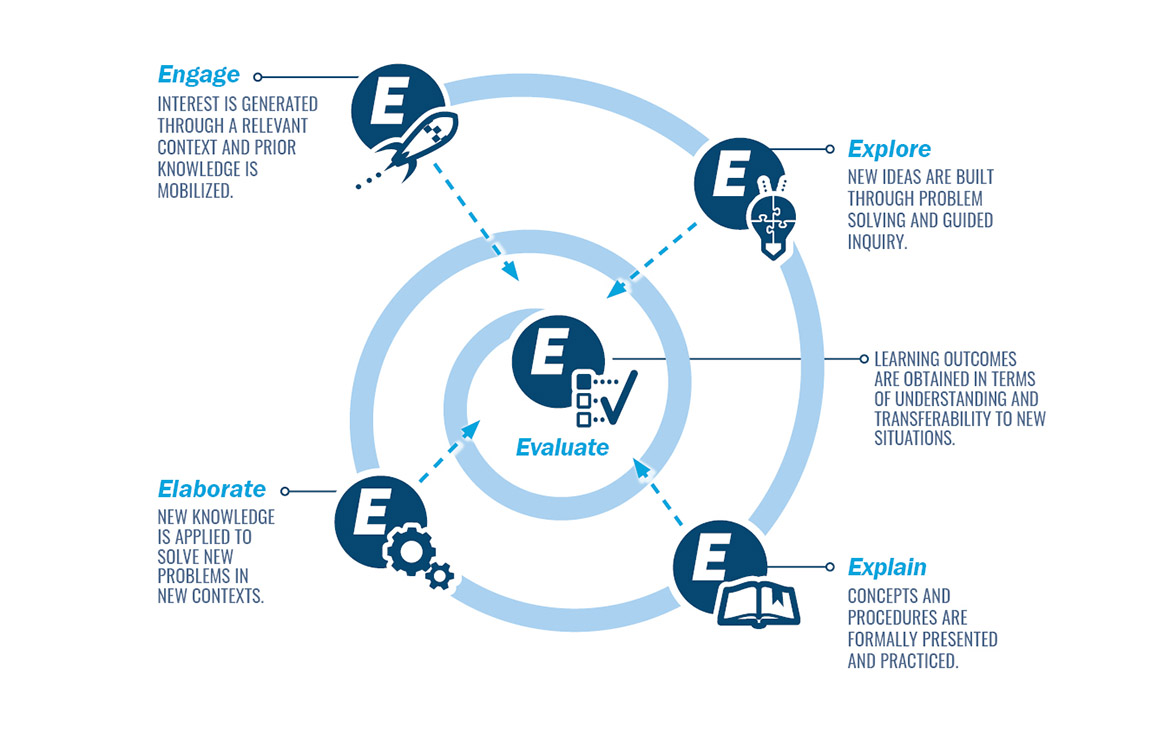 Engage
INTEREST IS GENERATED
THROUGH A RELEVANT
CONTEXT AND PRIOR
KNOWLEDGE IS
MOBILIZED.
E
E
Explore
NEW IDEAS ARE BUILT
THROUGH PROBLEM
SOLVING AND GUIDED
INQUIRY.
E
Evaluate
LEARNING OUTCOMES
ARE OBTAINED IN TERMS
OF UNDERSTANDING AND
TRANSFERABILITY TO NEW
SITUATIONS.
Elaborate
NEW KNOWLEDGE
IS APPLIED TO
SOLVE NEW
PROBLEMS IN
NEW CONTEXTS.
E
E
Explain
CONCEPTS AND
PROCEDURES ARE
FORMALLY PRESENTED
AND PRACTICED.